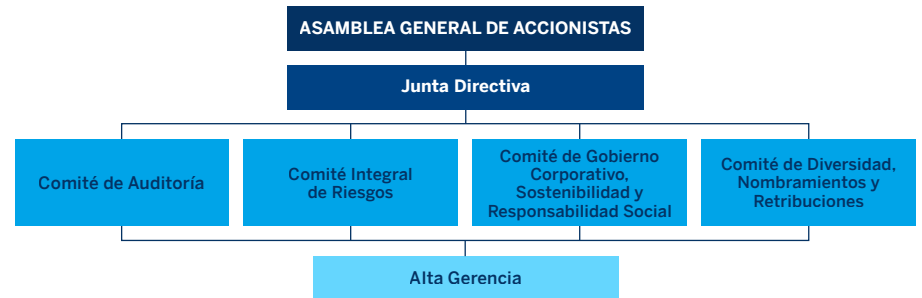 ASAMBLEA GENERAL DE ACCIONISTAS
Junta Directiva
Comité de Auditoría
Comité Integral
de Riesgos
Comité de Gobierno
Corporativo,
Sostenibilidad y
Responsabilidad Social
Comité de Diversidad,
Nombramientos y
Retribuciones
Alta Gerencia